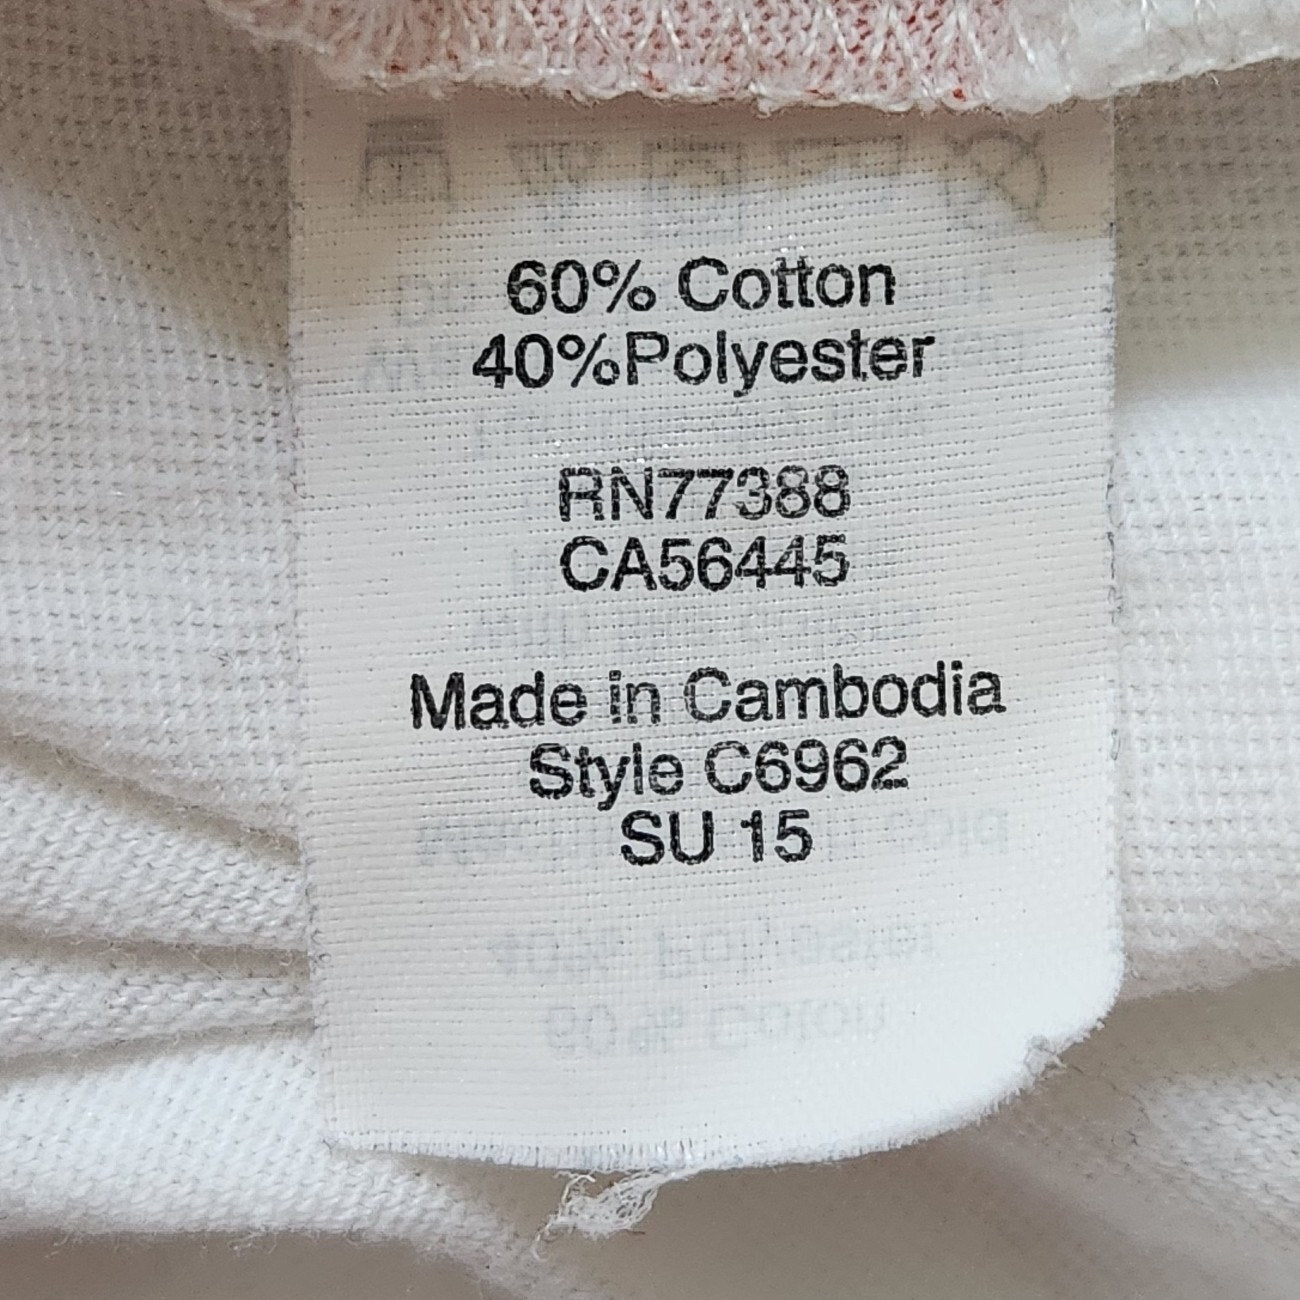 60% Cotton
40%Polyester
RN77388
CA56445
Made in Cambodia
Style C6962
SU 15